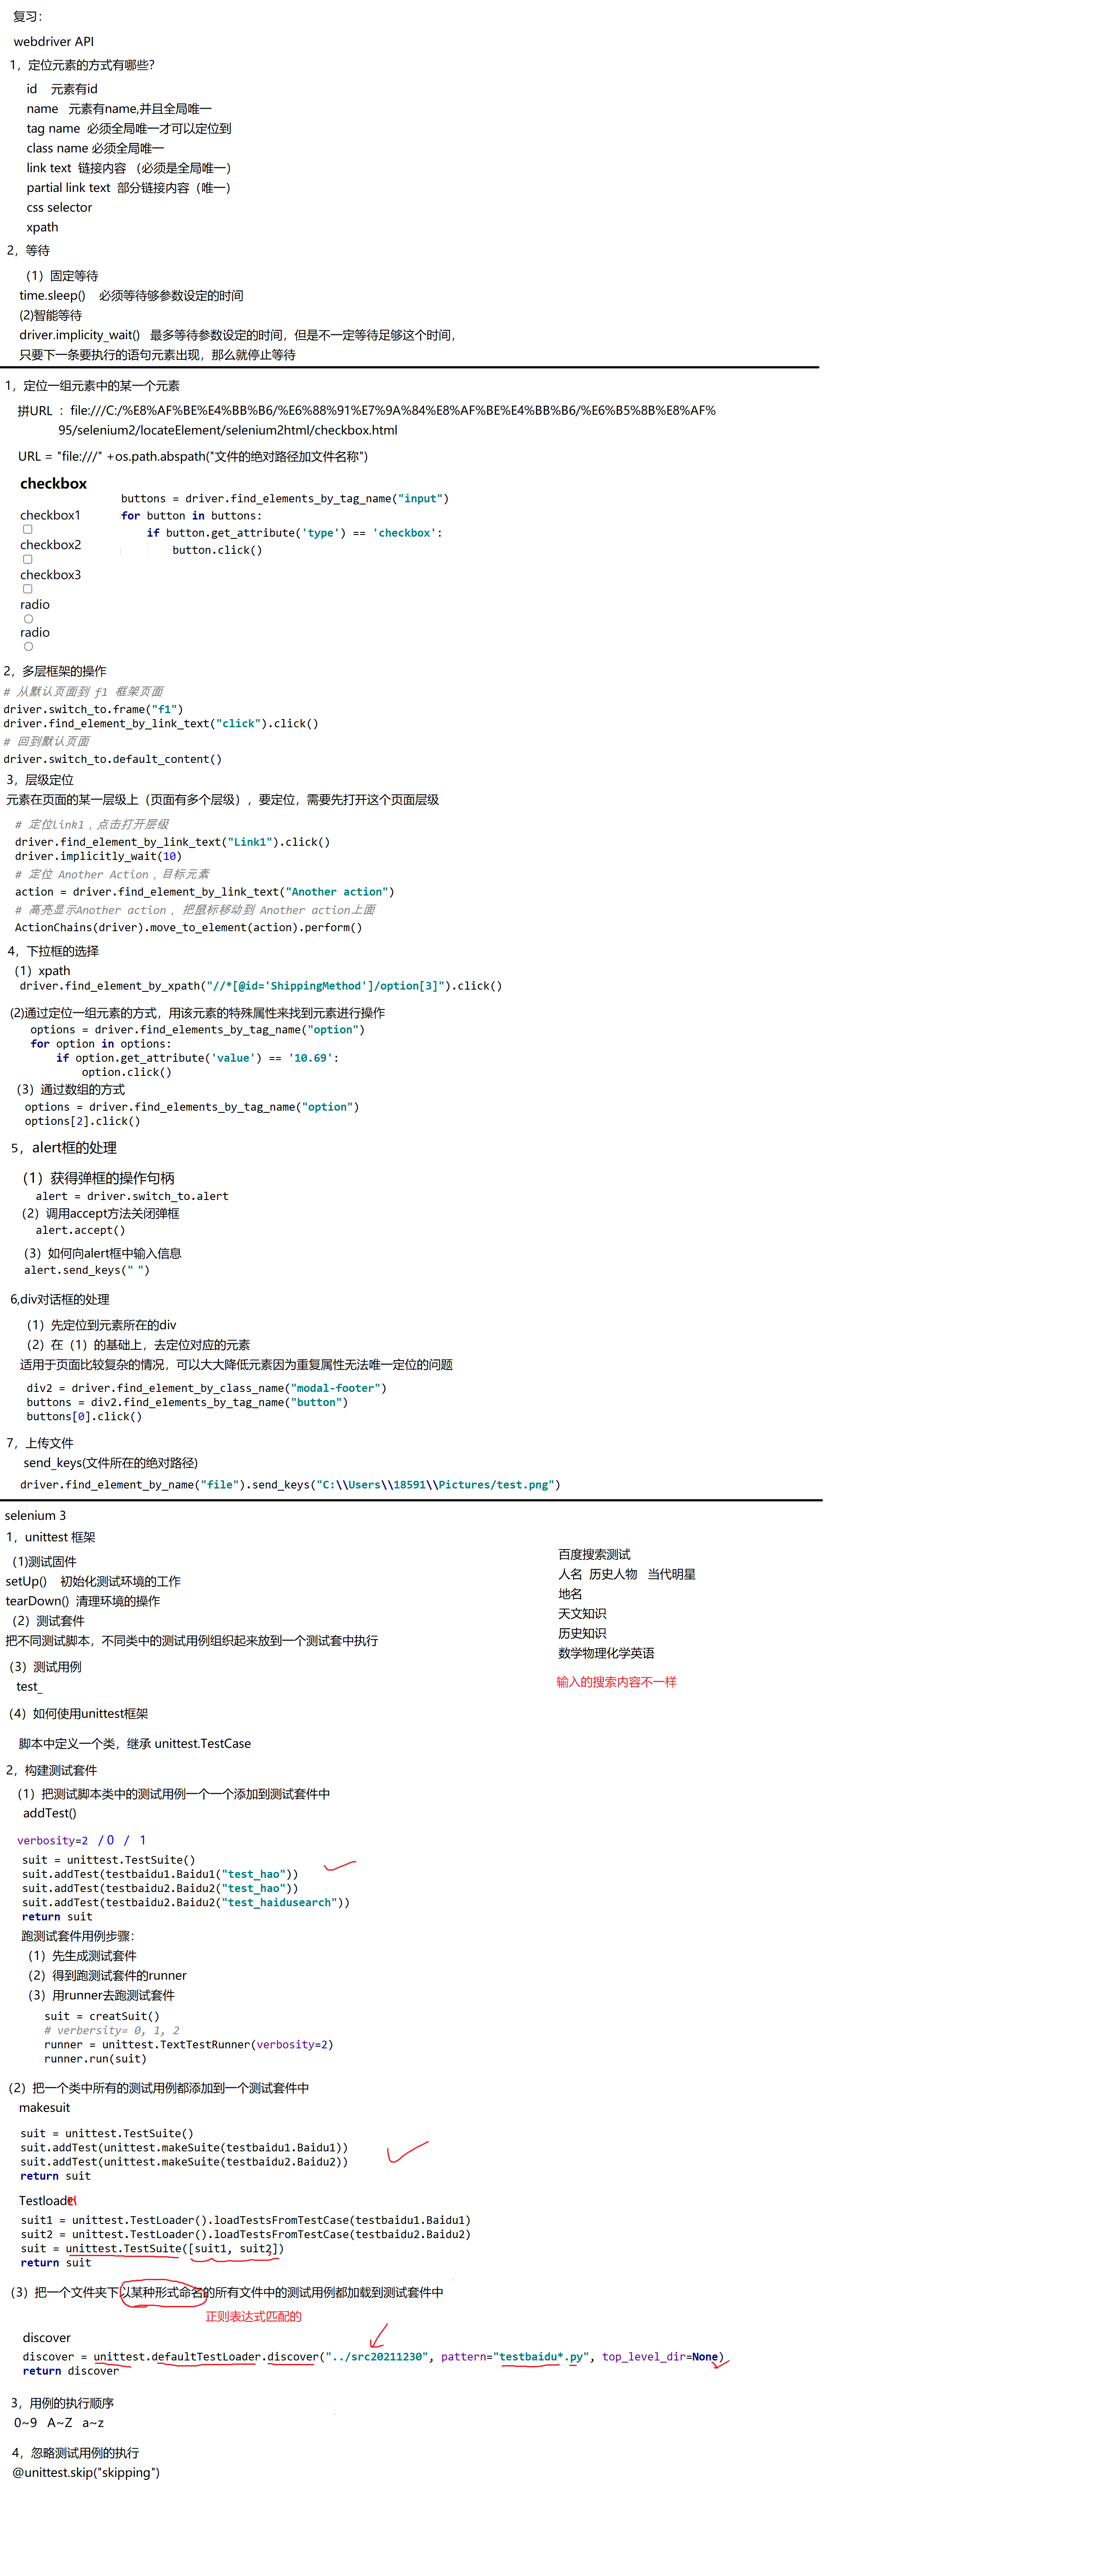 复习：
webdriver API
1，定位元素的方式有哪些？
id 元素有id
name 元素有name,并且全局唯一
tag name 必须全局唯一才可以定位到
class name 必须全局唯一
link text 链接内容 （必须是全局唯一）
partial link text 部分链接内容（唯一）
css selector
xpath
2，等待
（1）固定等待
time.sleep() 必须等待够参数设定的时间
(2)智能等待
driver.implicity_wait() 最多等待参数设定的时间，但是不一定等待足够这个时间，
只要下一条要执行的语句元素出现，那么就停止等待
1，定位一组元素中的某一个元素
拼URL ： file:///C:/%E8%AF%BE%E4%BB%B6/%E6%88%91%E7%9A%84%E8%AF%BE%E4%BB%B6/%E6%B5%8B%E8%AF%
95/selenium2/locateElement/selenium2html/checkbox.html
URL = "file:///" +os.path.abspath("文件的绝对路径加文件名称")
checkbox
buttons = driver.find_elements_by_tag_name("input")
for button in buttons:
if button.get_attribute('type') == 'checkbox':
button.click()
checkbox1
checkbox2
checkbox3
radio
radio
2，多层框架的操作
# 从默认页面到 f1 框架页面
driver.switch_to.frame("f1")
driver.find_element_by_link_text("click").click()
# 回到默认页面
driver.switch_to.default_content()
3，层级定位
元素在页面的某一层级上（页面有多个层级），要定位，需要先打开这个页面层级
# 定位link1，点击打开层级
driver.find_element_by_link_text("Link1").click()
driver.implicitly_wait(10)
# 定位 Another Action，目标元素
action = driver.find_element_by_link_text("Another action")
# 高亮显示Another action， 把鼠标移动到 Another action上面
ActionChains(driver).move_to_element(action).perform()
4，下拉框的选择
（1）xpath
driver.find_element_by_xpath("//*[@id='ShippingMethod']/option[3]").click()
(2)通过定位一组元素的方式，用该元素的特殊属性来找到元素进行操作
options = driver.find_elements_by_tag_name("option")
for option in options:
if option.get_attribute('value') == '10.69':
option.click()
（3）通过数组的方式
options = driver.find_elements_by_tag_name("option")
options[2].click()
5，alert框的处理
（1）获得弹框的操作句柄
alert = driver.switch_to.alert
（2）调用accept方法关闭弹框
alert.accept()
（3）如何向alert框中输入信息
alert.send_keys(" ")
6,div对话框的处理
（1）先定位到元素所在的div
（2）在（1）的基础上，去定位对应的元素
适用于页面比较复杂的情况，可以大大降低元素因为重复属性无法唯一定位的问题
div2 = driver.find_element_by_class_name("modal-footer")
buttons = div2.find_elements_by_tag_name("button")
buttons[0].click()
7，上传文件
send_keys(文件所在的绝对路径)
driver.find_element_by_name("file").send_keys("C:\\Users\\18591\\Pictures/test.png")
selenium 3
1，unittest 框架
（1)测试固件
setUp() 初始化测试环境的工作
tearDown() 清理环境的操作
（2）测试套件
把不同测试脚本，不同类中的测试用例组织起来放到一个测试套中执行
（3）测试用例
test_
（4）如何使用unittest框架
脚本中定义一个类，继承 unittest.TestCase
百度搜索测试
人名 历史人物 当代明星
地名
天文知识
历史知识
数学物理化学英语
输入的搜索内容不一样
2，构建测试套件
（1）把测试脚本类中的测试用例一个一个添加到测试套件中
addTest()
verbosity=2 / 0 / 1
suit = unittest.TestSuite()
suit.addTest(testbaidu1.Baidu1("test_hao"))
suit.addTest(testbaidu2.Baidu2("test_hao"))
suit.addTest(testbaidu2.Baidu2("test_haidusearch"))
return suit
跑测试套件用例步骤：
（1）先生成测试套件
（2）得到跑测试套件的runner
（3）用runner去跑测试套件
suit = creatSuit()
# verbersity= 0, 1, 2
runner = unittest.TextTestRunner(verbosity=2)
runner.run(suit)
（2）把一个类中所有的测试用例都添加到一个测试套件中
makesuit
suit = unittest.TestSuite()
suit.addTest(unittest.makeSuite(testbaidu1.Baidu1))
suit.addTest(unittest.makeSuite(testbaidu2.Baidu2))
return suit
Testloader
suit1 = unittest.TestLoader().loadTestsFromTestCase(testbaidu1.Baidu1)
suit2 = unittest.TestLoader().loadTestsFromTestCase(testbaidu2.Baidu2)
suit = unittest.TestSuite([suit1, suit2])
return suit
（3）把一个文件夹下以某种形式命名的所有文件中的测试用例都加载到测试套件中
正则表达式匹配的
discover
discover = unittest.defaultTestLoader.discover("../src20211230", pattern="testbaidu*.py", top_level_dir=None)
return discover
3，用例的执行顺序
0~9 A~Z a~z
4，忽略测试用例的执行
@unittest.skip("skipping")